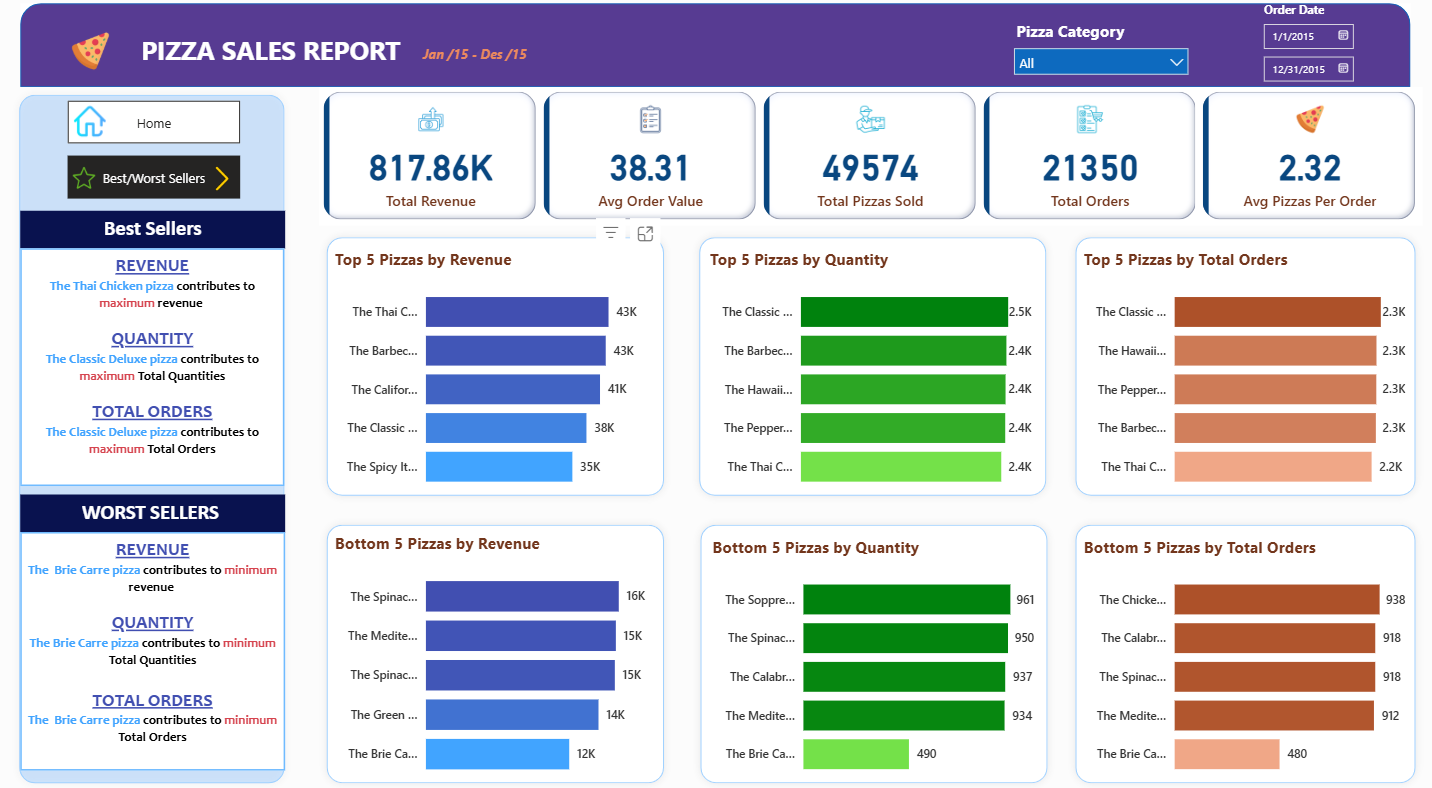 PIZZA SALES REPORT
Jan /15 - Des /15
Pizza Category
All
Order Date
1/1/2015
12/31/2015
Home
Best/Worst Sellers
Best Sellers
REVENUE
The Thai Chicken pizza contributes to
maximum revenue
QUANTITY
The Classic Deluxe pizza contributes to
maximum Total Quantities
TOTAL ORDERS
The Classic Deluxe pizza contributes to
maximum Total Orders
WORST SELLERS
REVENUE
The Brie Carre pizza contributes to minimum
revenue
QUANTITY
The Brie Carre pizza contributes to minimum
Total Quantities
TOTAL ORDERS
The Brie Carre pizza contributes to minimum
Total Orders
817.86K
Total Revenue
38.31
Avg Order Value
49574
Total Pizzas Sold
21350
Total Orders
2.32
Avg Pizzas Per Order
Top 5 Pizzas by Revenue
The Thai C... 43K
The Barbec... 43K
The Califor... 41K
The Classic ... 38K
The Spicy It... 35K
Top 5 Pizzas by Quantity
The Classic ... 2.5K
The Barbec... 2.4K
The Hawaii... 2.4K
The Pepper... 2.4K
The Thai C... 2.4K
Top 5 Pizzas by Total Orders
The Classic ... 2.3K
The Hawaii... 2.3K
The Pepper... 2.3K
The Barbec... 2.3K
The Thai C... 2.2K
Bottom 5 Pizzas by Revenue
The Spinac... 16K
The Medite... 15K
The Spinac... 15K
The Green ... 14K
The Brie Ca... 12K
Bottom 5 Pizzas by Quantity
The Soppre... 961
The Spinac... 950
The Calabr... 937
The Medite... 934
The Brie Ca... 490
Bottom 5 Pizzas by Total Orders
The Chicke... 938
The Calabr... 918
The Spinac... 918
The Medite... 912
The Brie Ca... 480